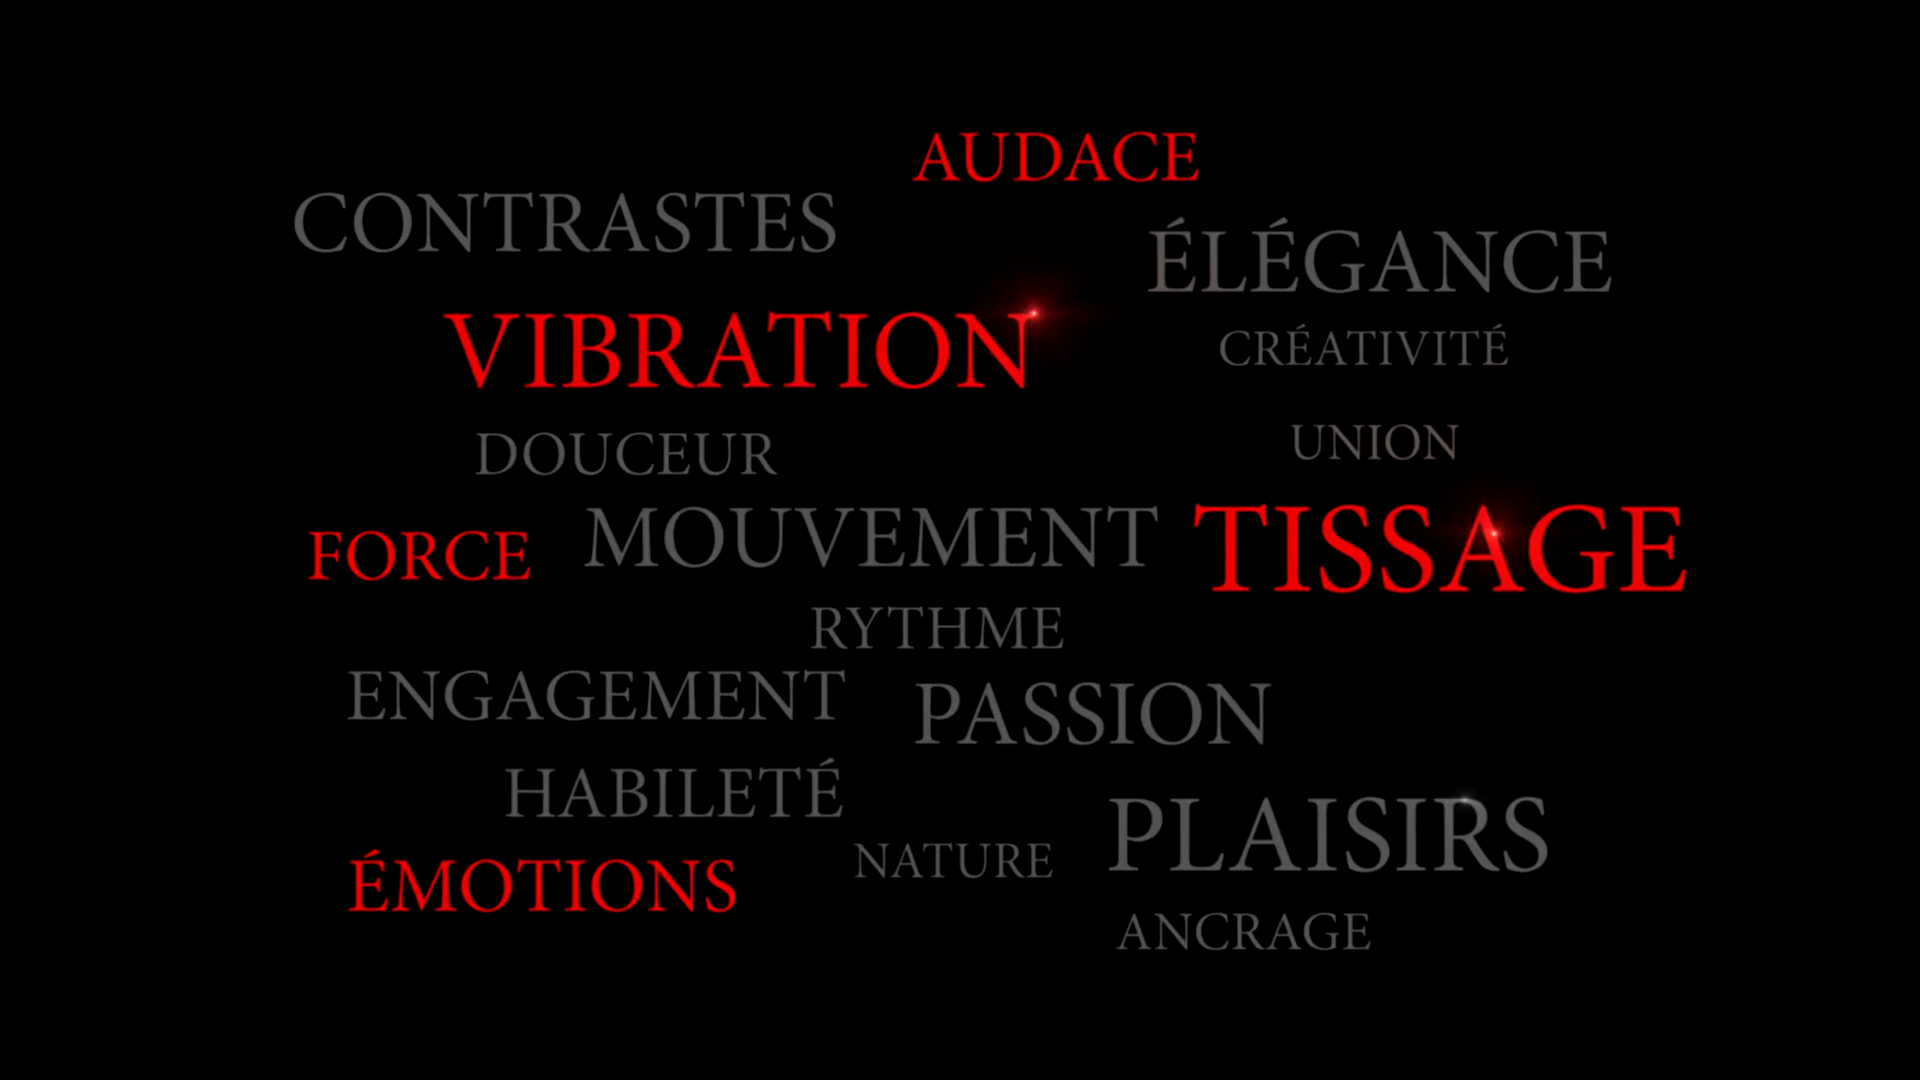 AUDACE
CONTRASTES
ÉLÉGANCE
VIBRATION
CRÉATIVITÉ
DOUCEUR
UNION
FORCE
MOUVEMENT
TISSAGE
RYTHME
ENGAGEMENT
PASSION
HABILETÉ
PLAISIRS
NATURE
ÉMOTIONS
ANCRAGE